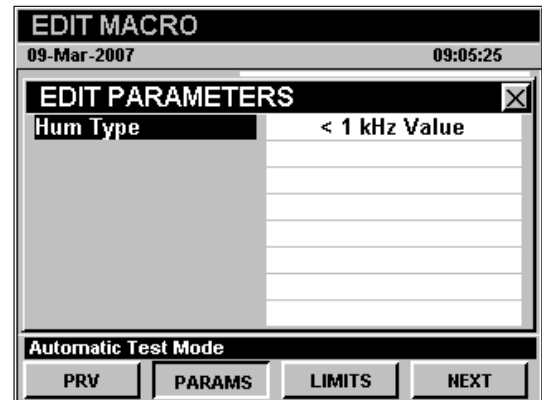 EDIT MACRO
09-Mar-2007 09:05:25
EDIT PARAMETERS
Hum Type < 1 kHz Value
Automatic Test Mode
PRV PARAMS LIMITS NEXT